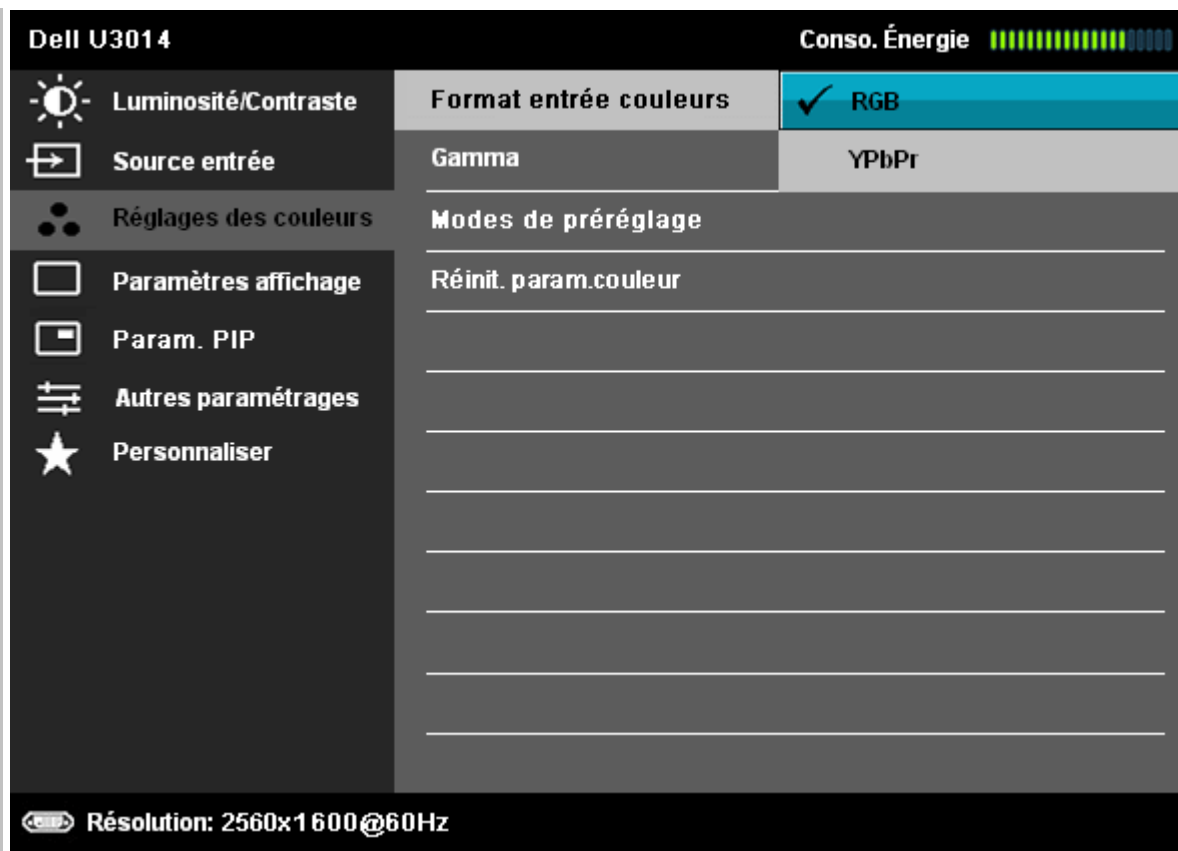 Dell U3014
Conso. Énergie
Luminosité/Contraste
Format entrée couleurs
RGB
Source entrée
Gamma
YPbPr
Réglages des couleurs
Modes de préréglage
Paramètres affichage
Réinit. param.couleur
Param. PIP
Autres paramétrages
Personnaliser
Résolution: 2560x1600@60Hz